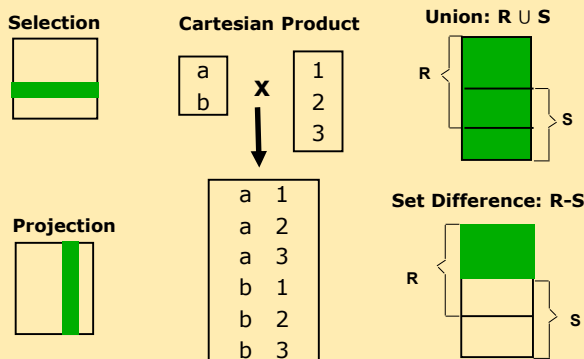 Selection
Cartesian Product
Union: R ∪ S
a
b
X
1
2
3
R
S
Projection
a 1
a 2
a 3
b 1
b 2
b 3
Set Difference: R-S
R
S